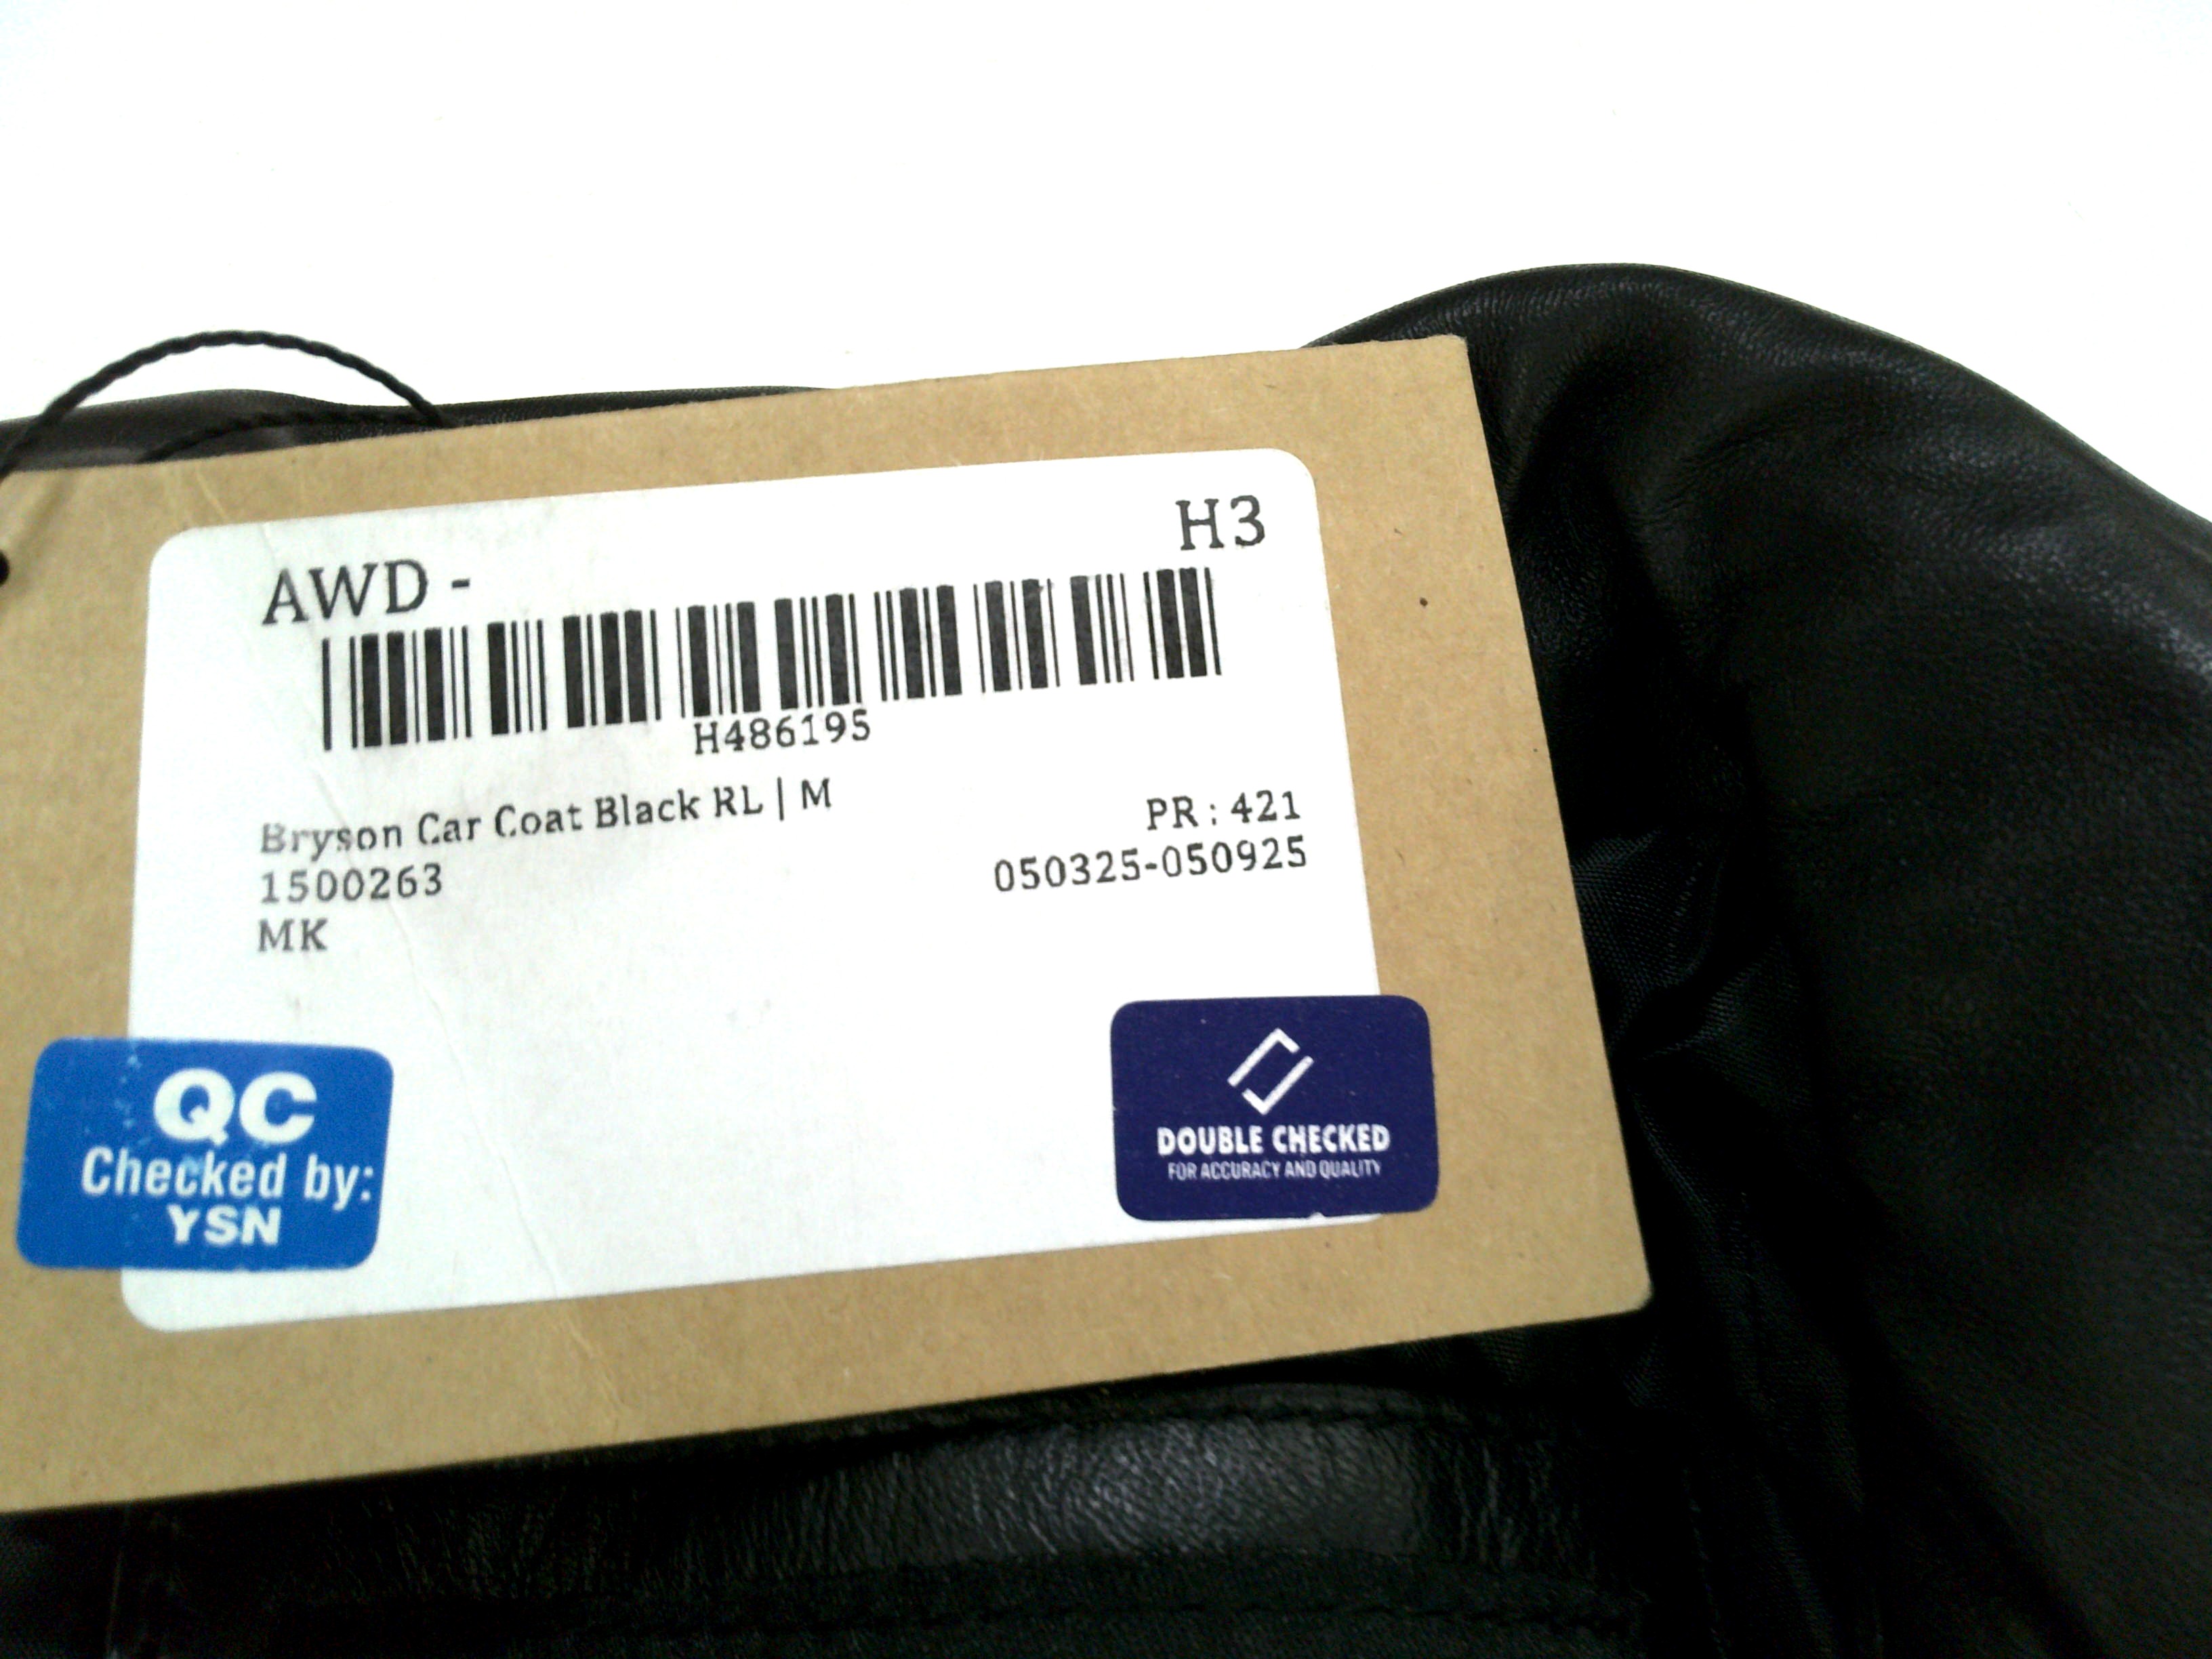 H3
AWD -
H486195
Bryson Car Coat Black RL | M
PR : 421
1500263
050325-050925
MK
QC
Checked by:
YSN
DOUBLE CHECKED
FOR ACCURACY AND QUALITY